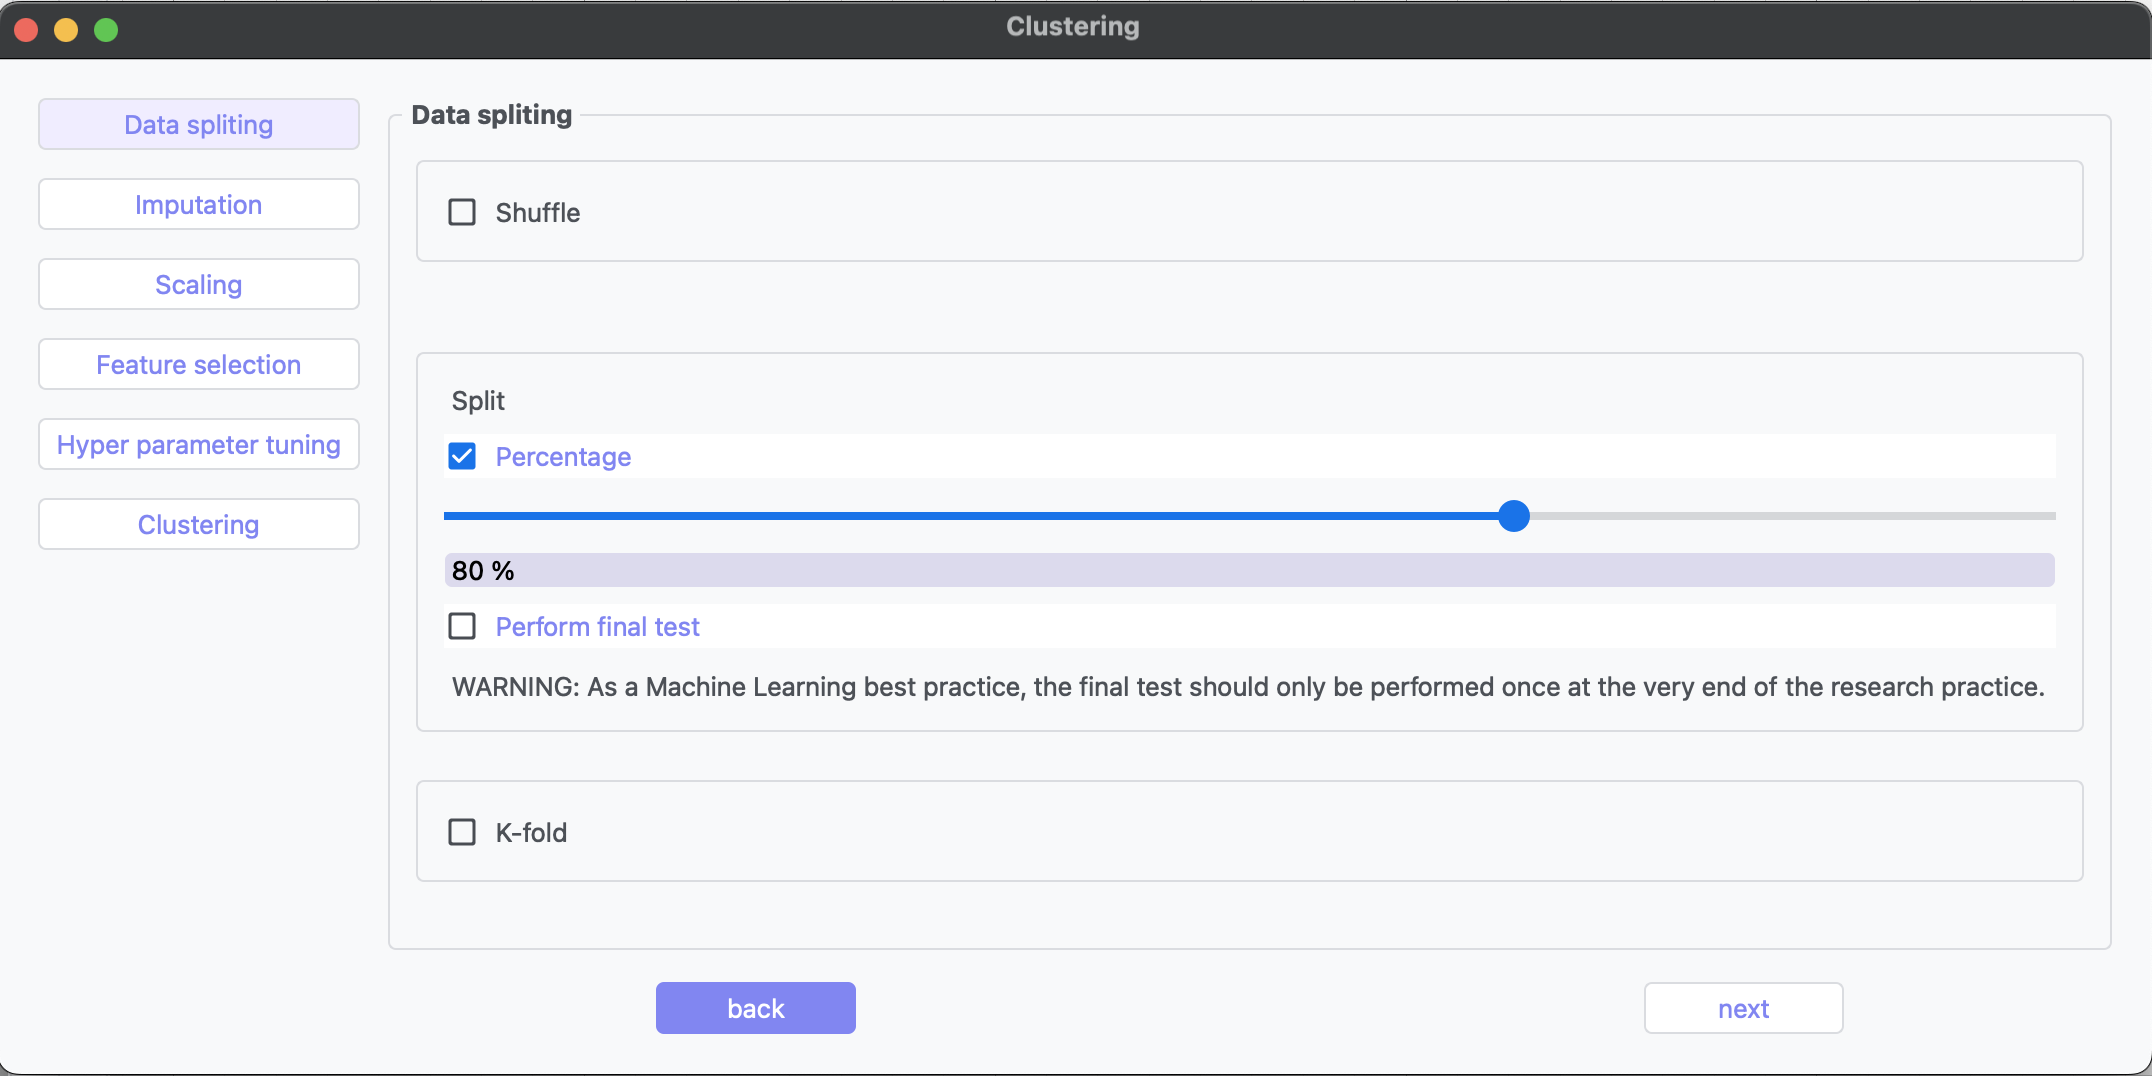 Clustering
Data spliting
Imputation
Scaling
Feature selection
Hyper parameter tuning
Clustering
Data spliting
Shuffle
Split
Percentage
80 %
Perform final test
WARNING: As a Machine Learning best practice, the final test should only be performed once at the very end of the research practice.
K-fold
back
next